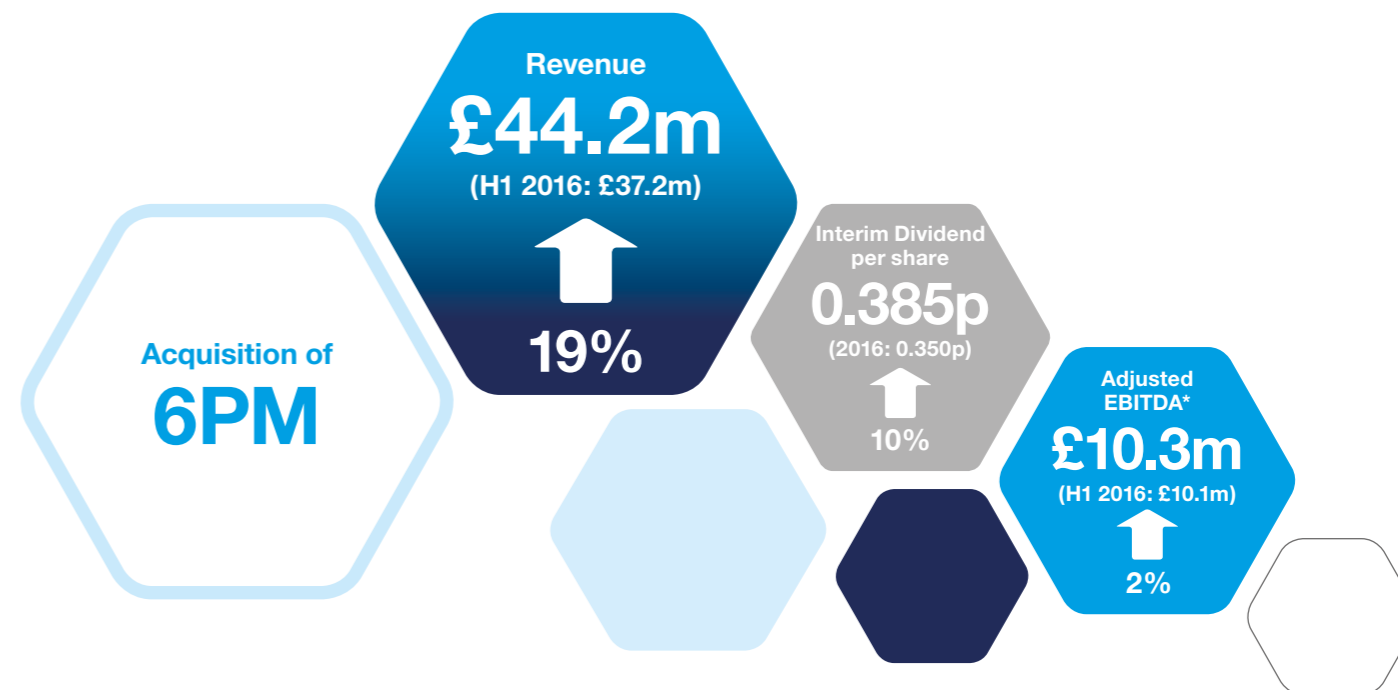 Revenue
£44.2m
(H1 2016: £37.2m)
19%
Acquisition of
6PM
Interim Dividend
per share
0.385p
(2016: 0.350p)
10%
Adjusted
EBITDA*
£10.3m
(H1 2016: £10.1m)
2%